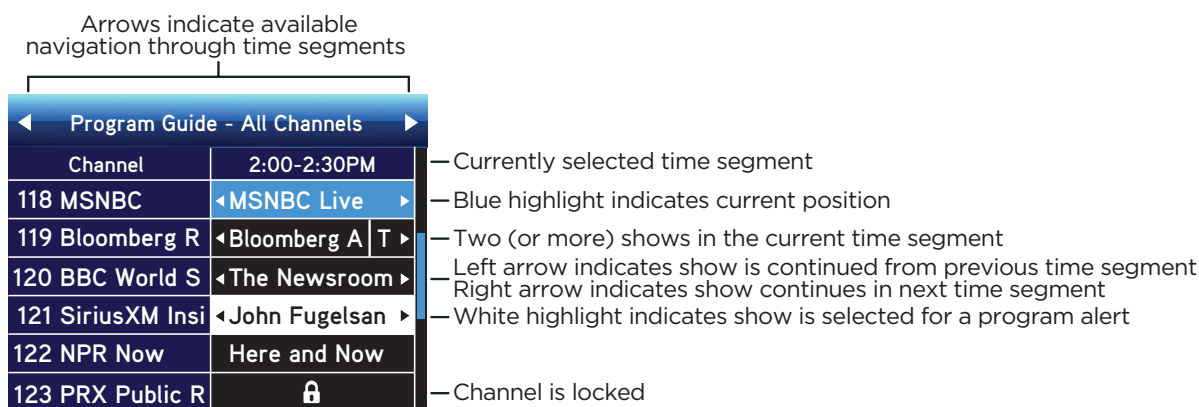 Arrows indicate available
navigation through time segments
Program Guide - All Channels
Channel 2:00-2:30PM
Currently selected time segment
118 MSNBC MSNBC Live
Blue highlight indicates current position
119 Bloomberg R Bloomberg A T
Two (or more) shows in the current time segment
120 BBC World S The Newsroom
Left arrow indicates show is continued from previous time segment
Right arrow indicates show continues in next time segment
121 SiriusXM Insi John Fugelsan
White highlight indicates show is selected for a program alert
122 NPR Now Here and Now
123 PRX Public R
Channel is locked